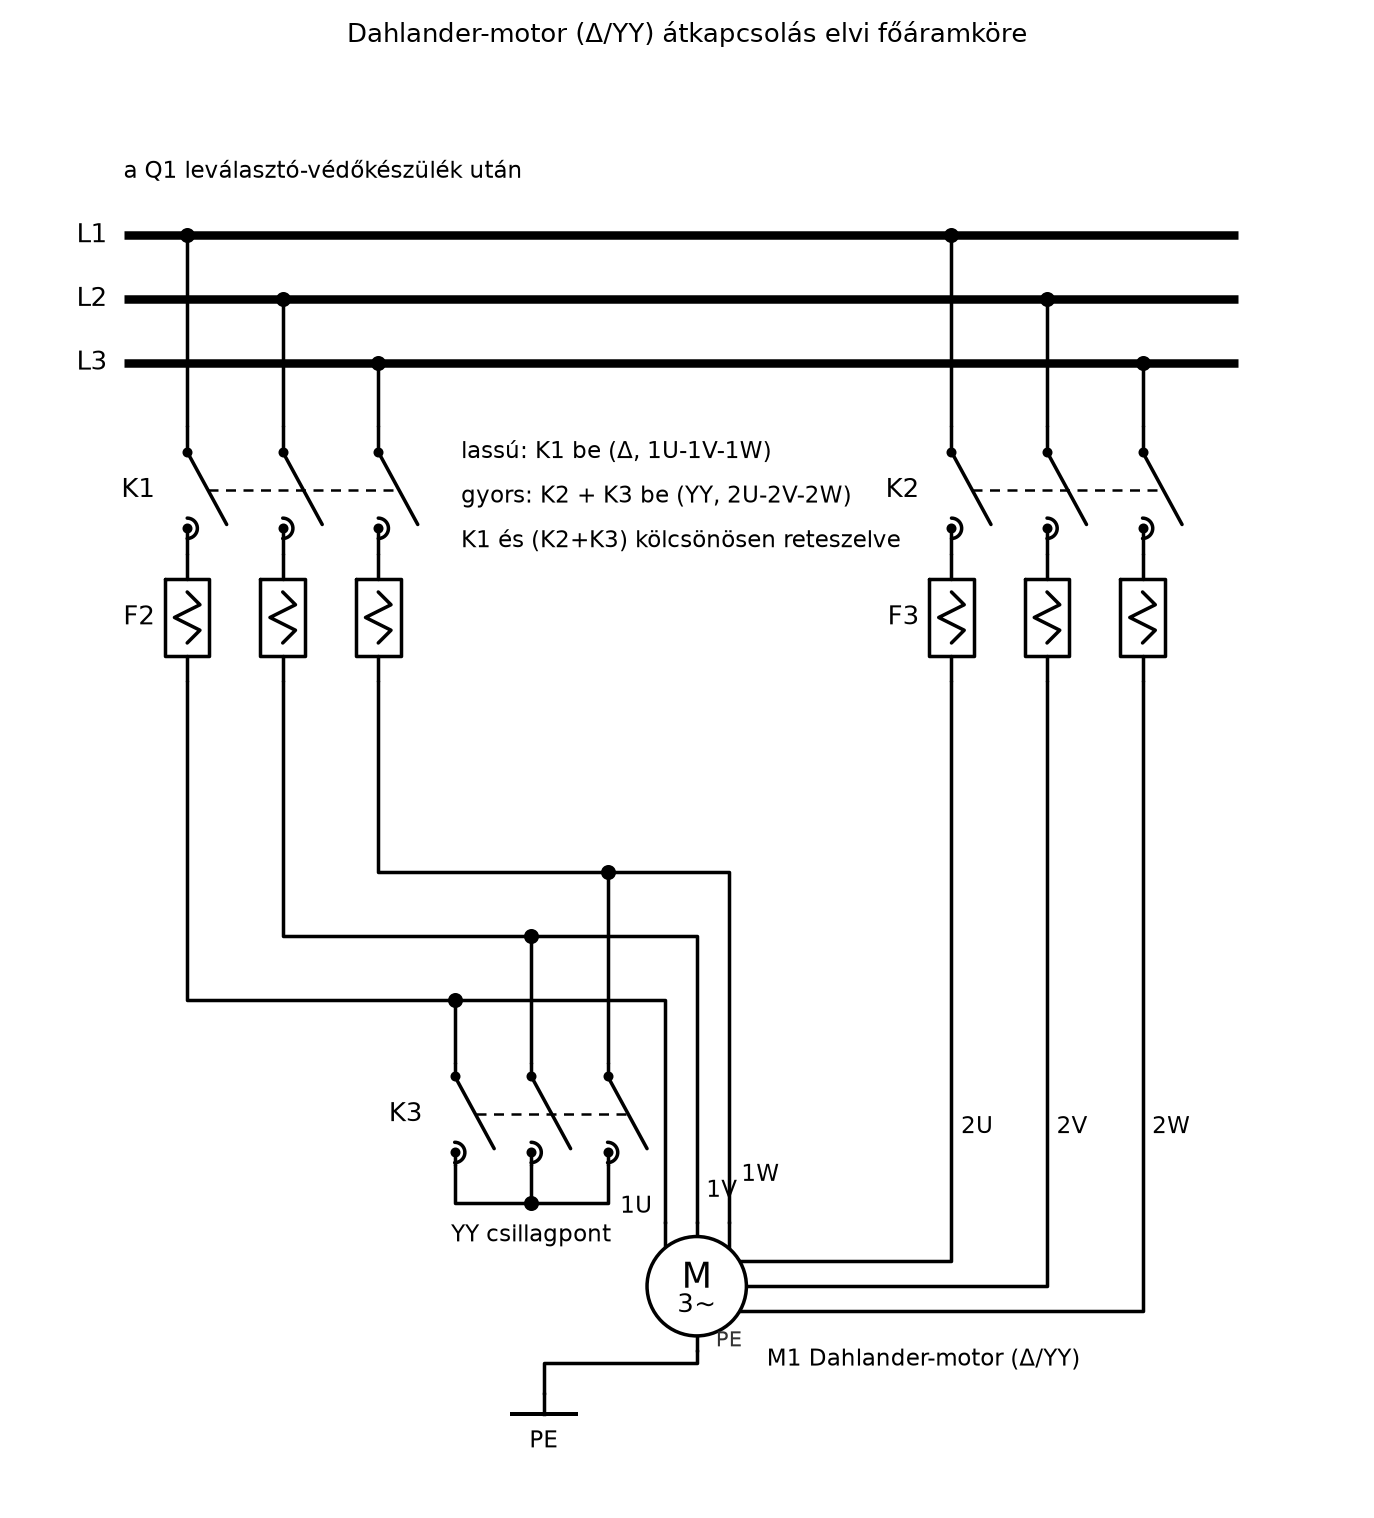 Dahlander-motor (Δ/YY) átkapcsolás elvi főáramköre
a Q1 leválasztó-védőkészülék után
L1
L2
L3
lassú: K1 be (Δ, 1U-1V-1W)
K1
gyors: K2 + K3 be (YY, 2U-2V-2W)
K2
K1 és (K2+K3) kölcsönösen reteszelve
F2
F3
K3
2U
2V
2W
1W
1V
1U
YY csillagpont
M
3~
PE
M1 Dahlander-motor (Δ/YY)
PE